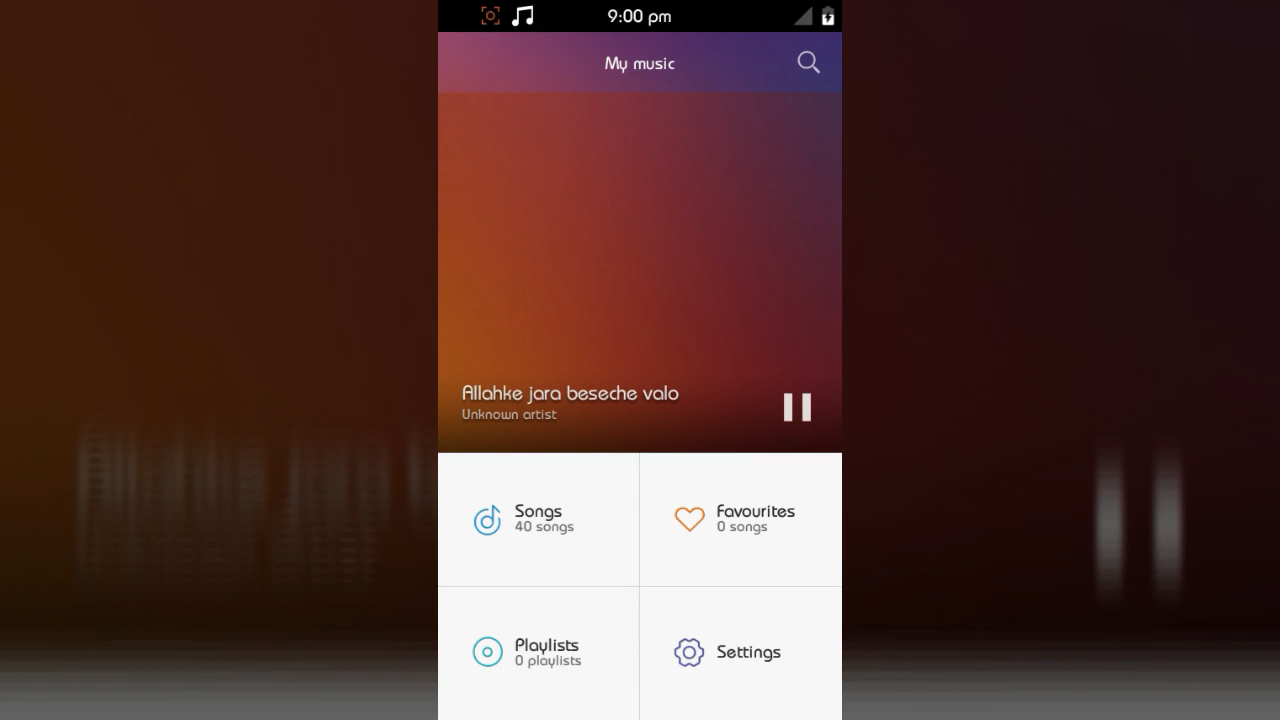 9:00 pm
My music
Allahke jara beseche valo
Unknown artist
Songs
40 songs
Favourites
0 songs
Playlists
0 playlists
Settings